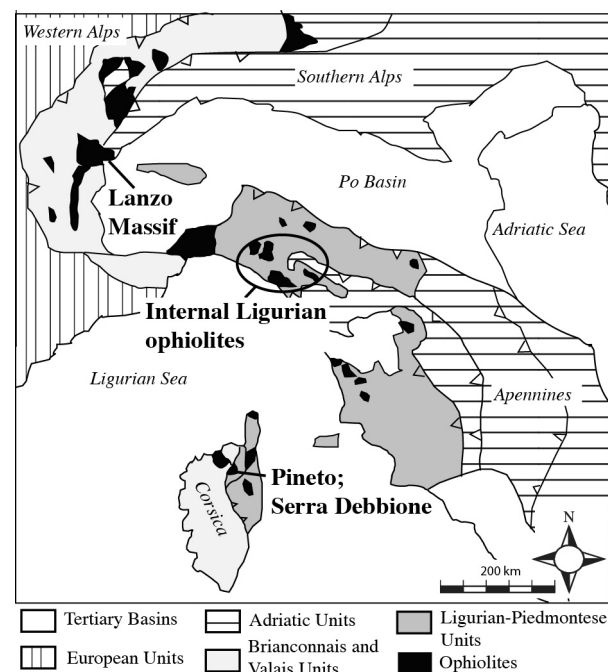 Western Alps
Southern Alps
Po Basin
Lanzo
Massif
Adriatic Sea
Internal Ligurian
ophiolites
Ligurian Sea
Apennines
Pineto;
Serra Debbione
Corsica
N
200 km
Tertiary Basins
Adriatic Units
Ligurian-Piedmontese
Units
European Units
Brianconnais and
Valais Units
Ophiolites